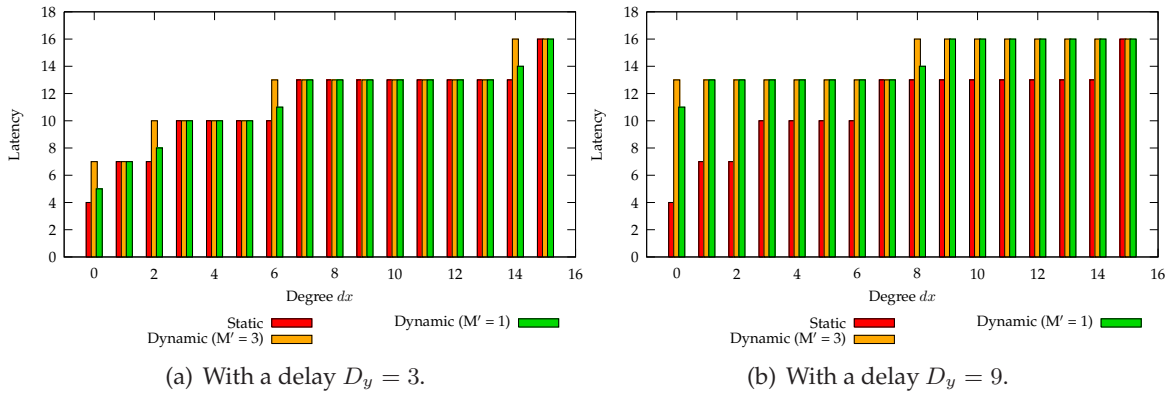 18
16
14
12
10
8
6
4
2
0
Latency
0 2 4 6 8 10 12 14 16
Degree dx
Static
Dynamic (M′ = 3)
Dynamic (M′ = 1)
(a) With a delay Dy = 3.
18
16
14
12
10
8
6
4
2
0
Latency
0 2 4 6 8 10 12 14 16
Degree dx
Static
Dynamic (M′ = 3)
Dynamic (M′ = 1)
(b) With a delay Dy = 9.